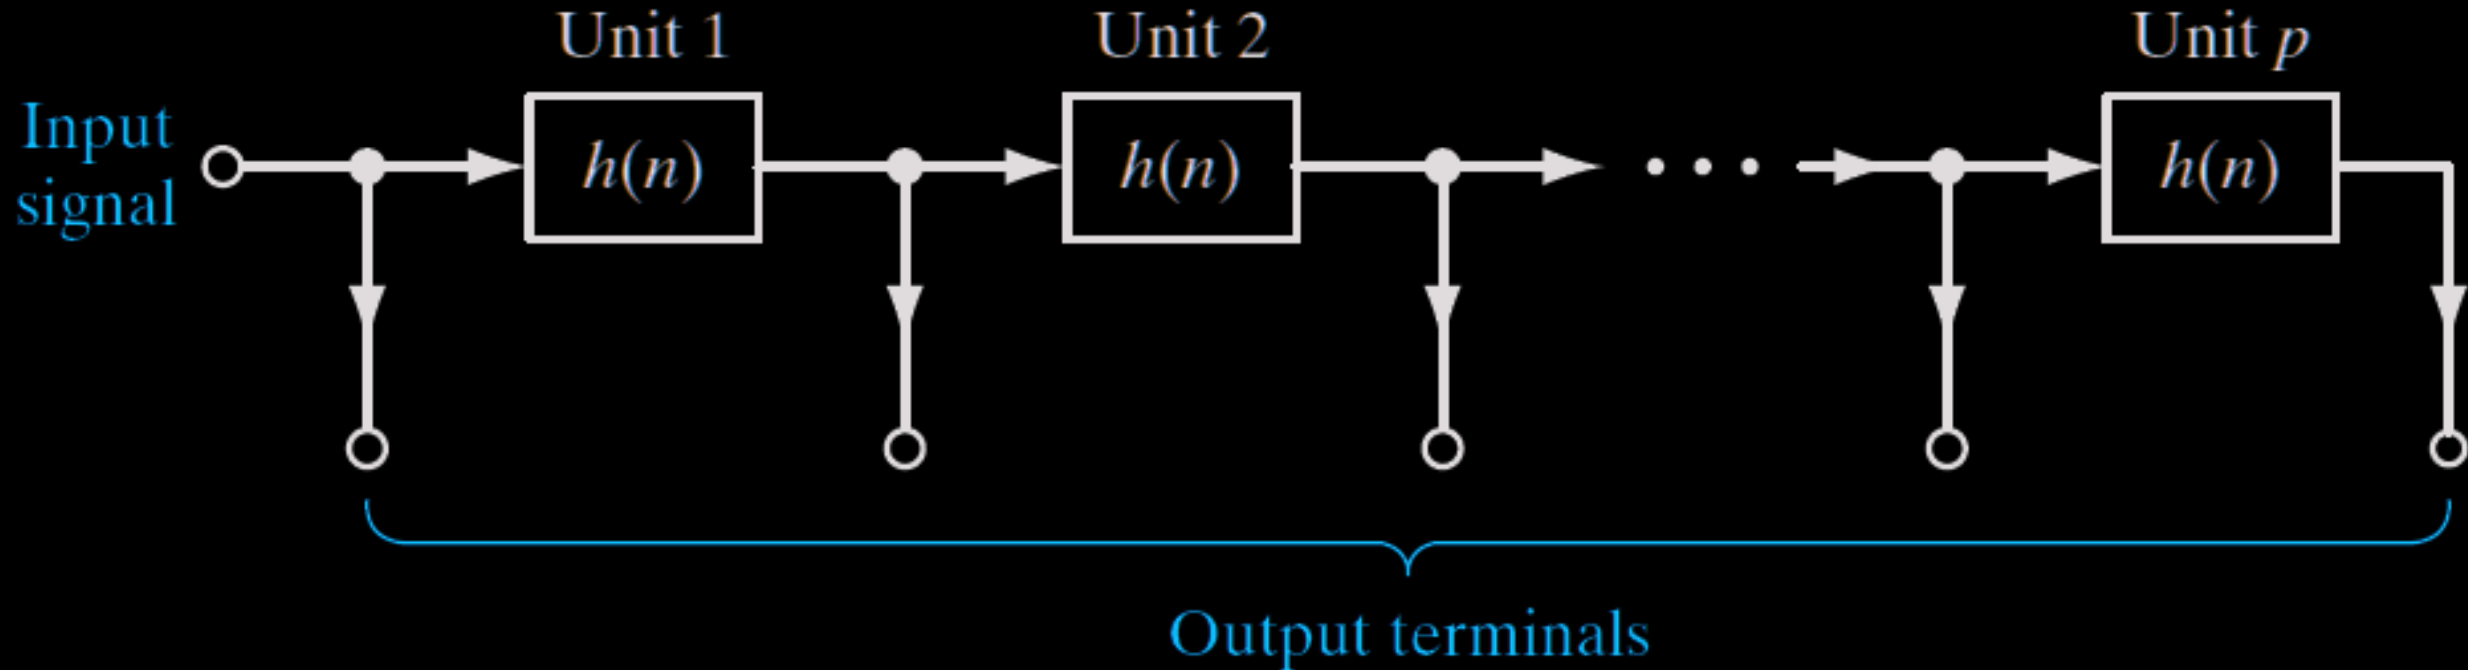 Unit 1
Unit 2
Unit p
Input
signal
h(n)
h(n)
...
h(n)
Output terminals